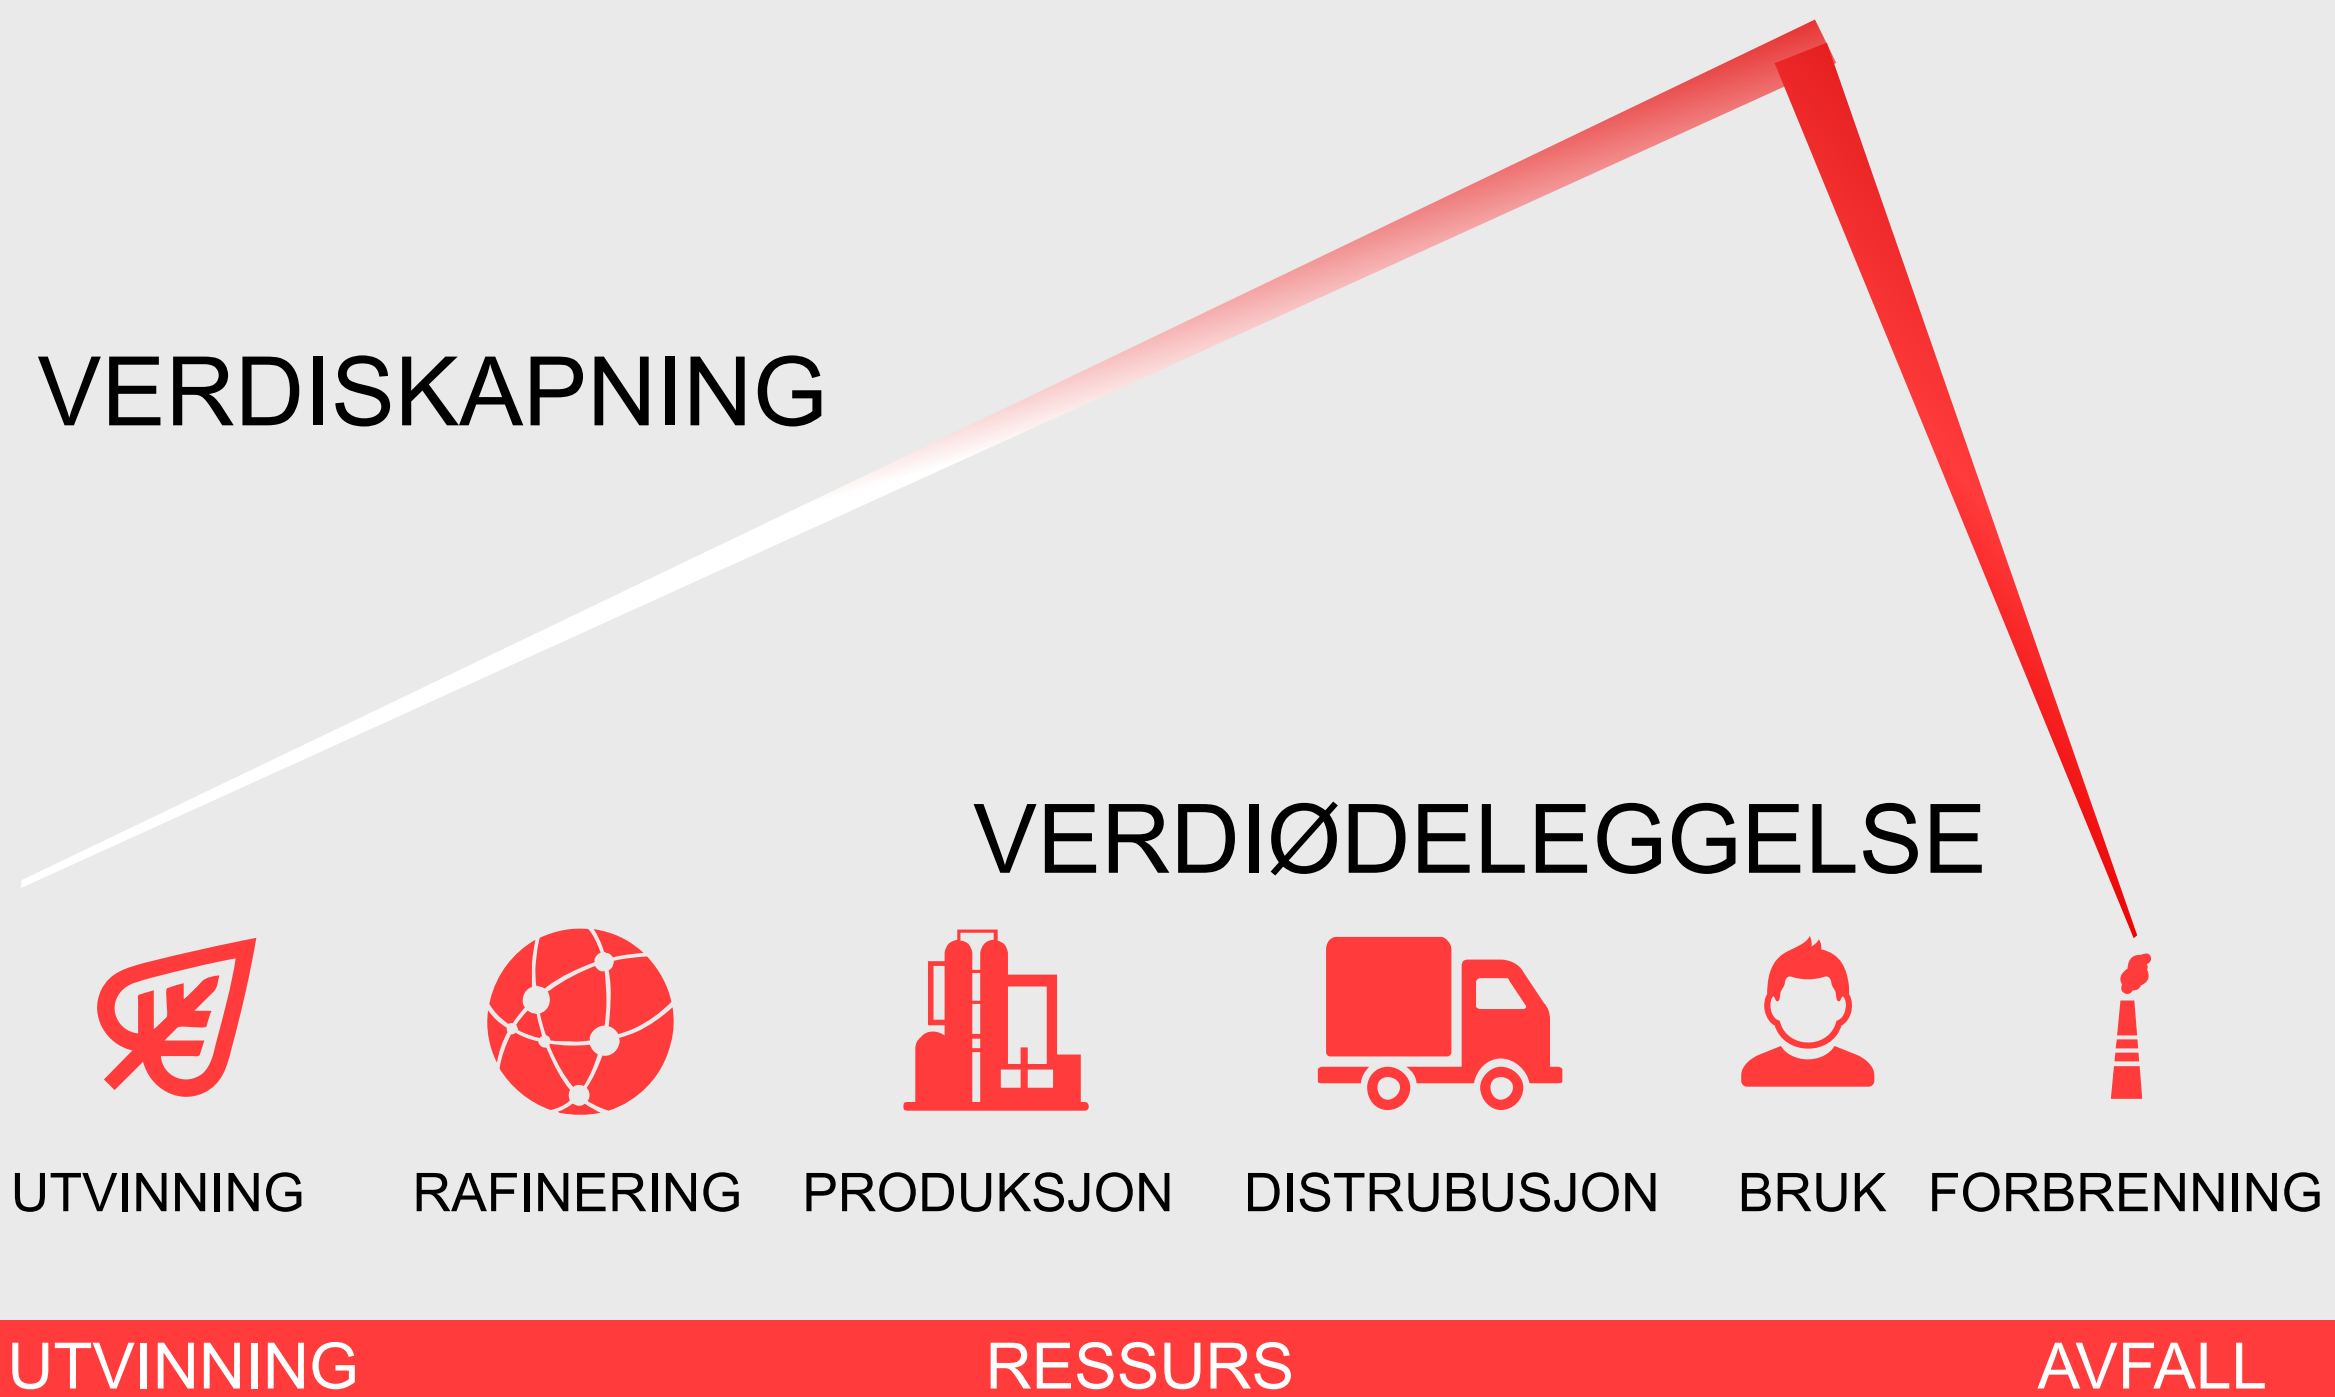 VERDISKAPNING
VERDIØDELEGGELSE
UTVINNING RAFINERING PRODUKSJON DISTRUBUSJON BRUK FORBRENNING
UTVINNING RESSURS AVFALL